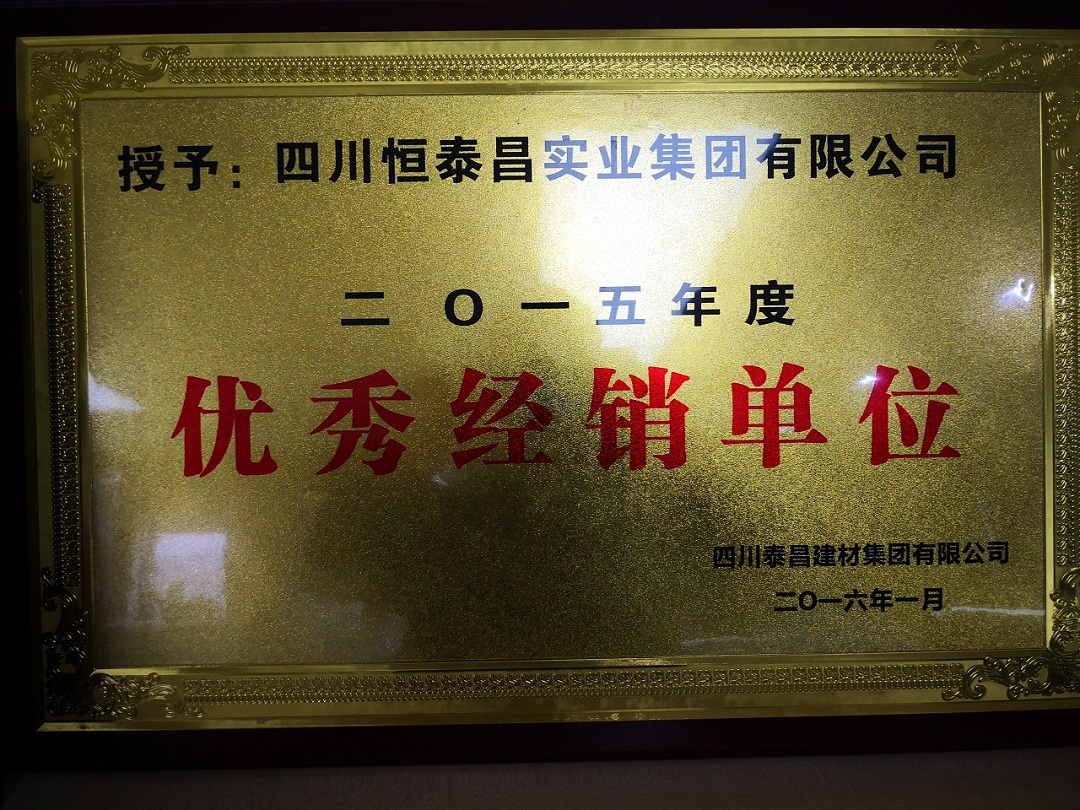 授予：四川恒泰昌实业集团有限公司
二O一五年度
优秀经销单位
四川泰昌建材集团有限公司
二O一六年一月